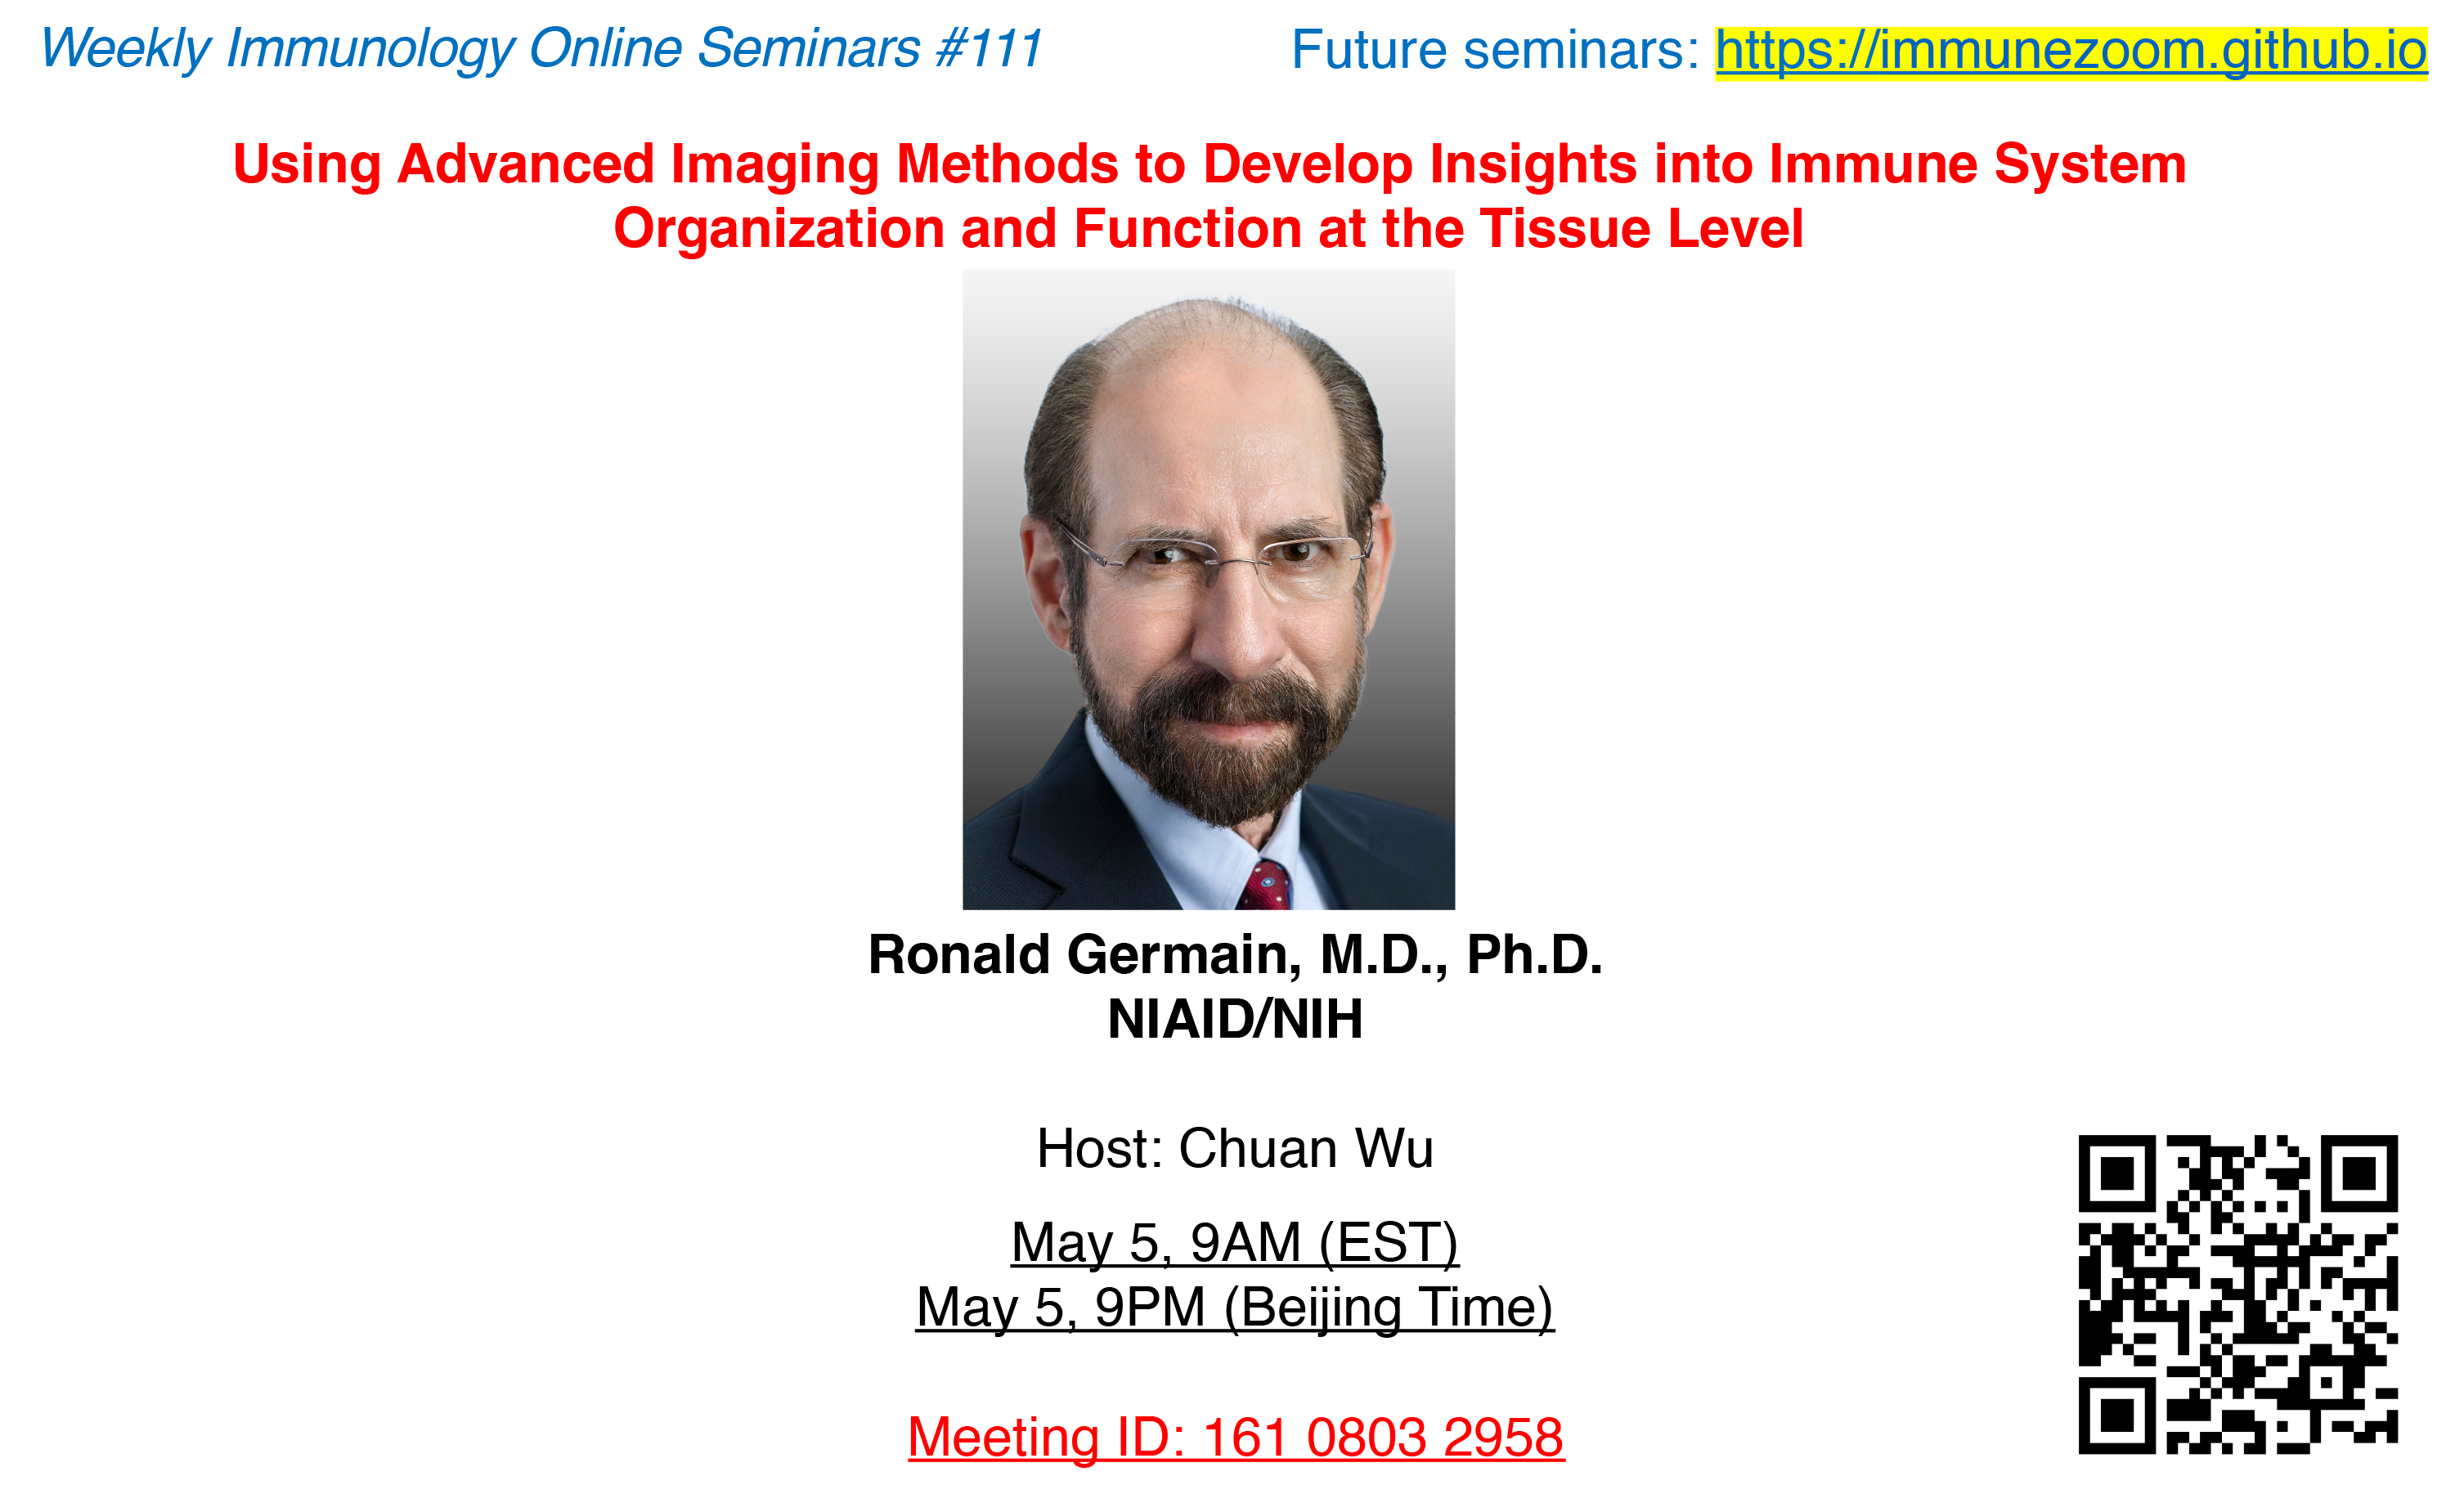 Weekly Immunology Online Seminars #111
Future seminars: https://immunezoom.github.io
Using Advanced Imaging Methods to Develop Insights into Immune System
Organization and Function at the Tissue Level
Ronald Germain, M.D., Ph.D.
NIAID/NIH
Host: Chuan Wu
May 5, 9AM (EST)
May 5, 9PM (Beijing Time)
Meeting ID: 161 0803 2958